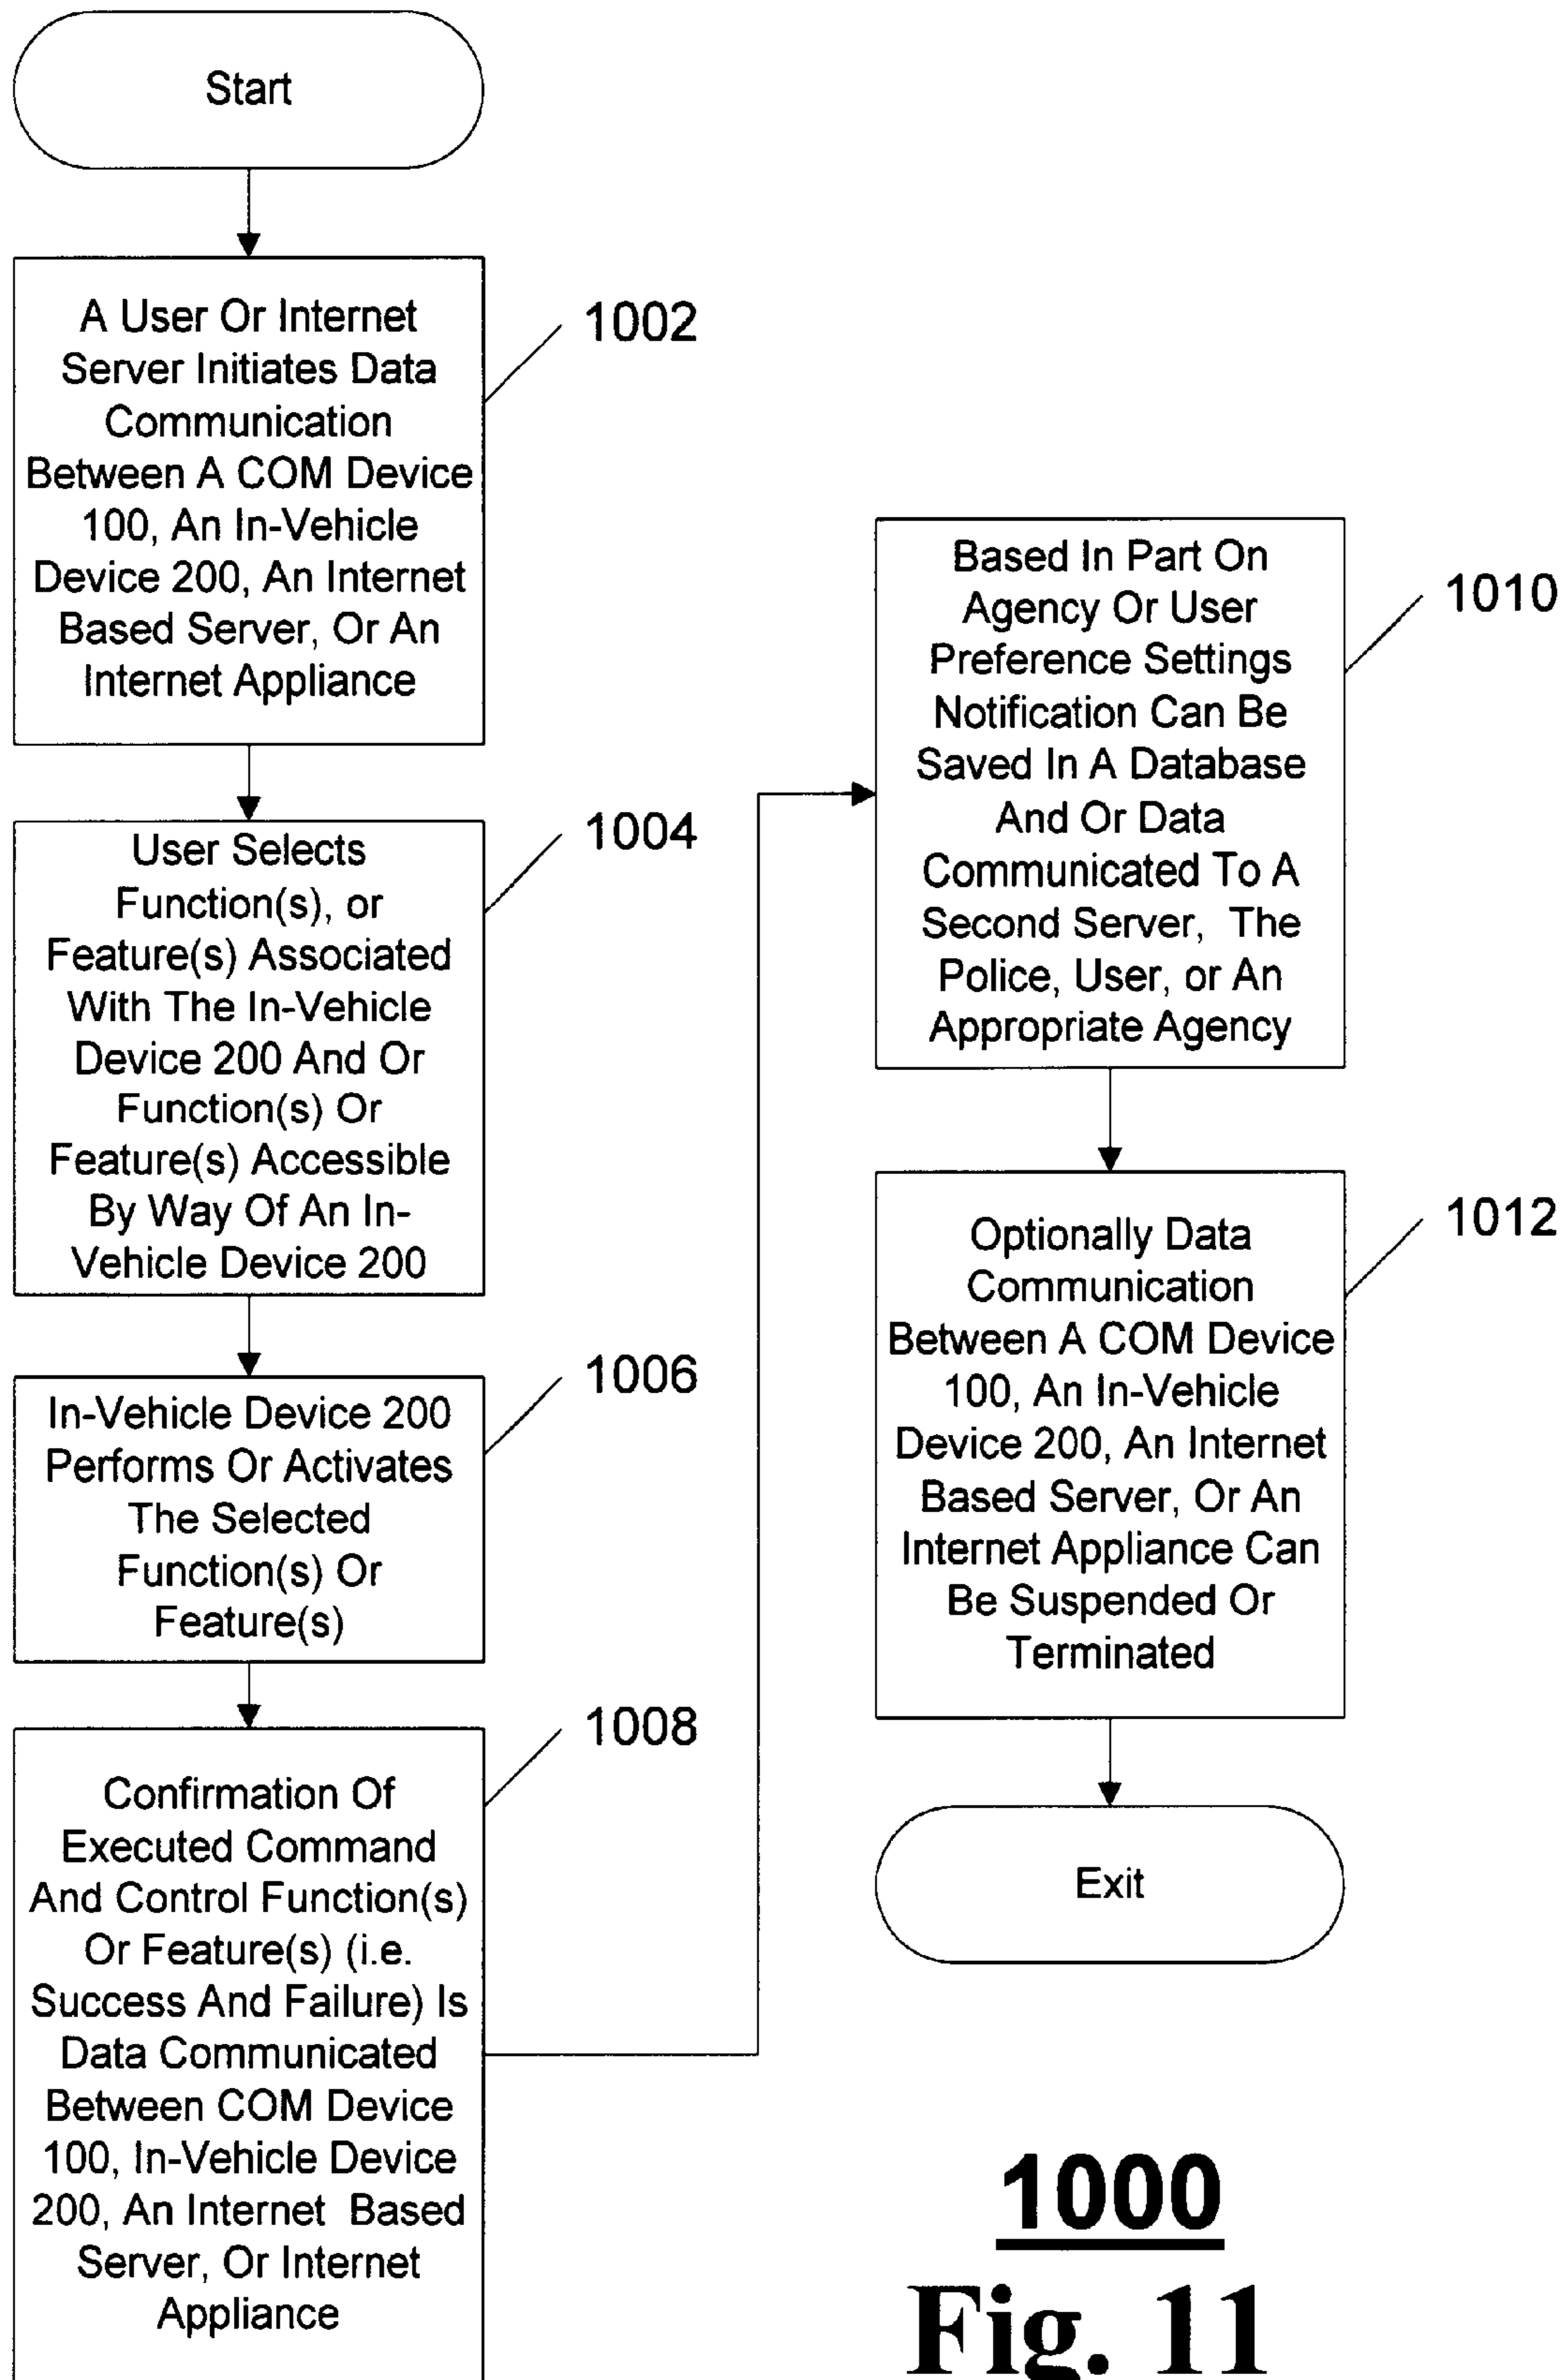 Start
A User Or Internet
Server Initiates Data
Communication
Between A COM Device
100, An In-Vehicle
Device 200, An Internet
Based Server, Or An
Internet Appliance
1002
User Selects
Function(s), or
Feature(s) Associated
With The In-Vehicle
Device 200 And Or
Function(s) Or
Feature(s) Accessible
By Way Of An In-
Vehicle Device 200
1004
In-Vehicle Device 200
Performs Or Activates
The Selected
Function(s) Or
Feature(s)
1006
Confirmation Of
Executed Command
And Control Function(s)
Or Feature(s) (i.e.
Success And Failure) Is
Data Communicated
Between COM Device
100, In-Vehicle Device
200, An Internet Based
Server, Or Internet
Appliance
1008
Based In Part On
Agency Or User
Preference Settings
Notification Can Be
Saved In A Database
And Or Data
Communicated To A
Second Server, The
Police, User, or An
Appropriate Agency
1010
Optionally Data
Communication
Between A COM Device
100, An In-Vehicle
Device 200, An Internet
Based Server, Or An
Internet Appliance Can
Be Suspended Or
Terminated
1012
Exit
1000
Fig. 11